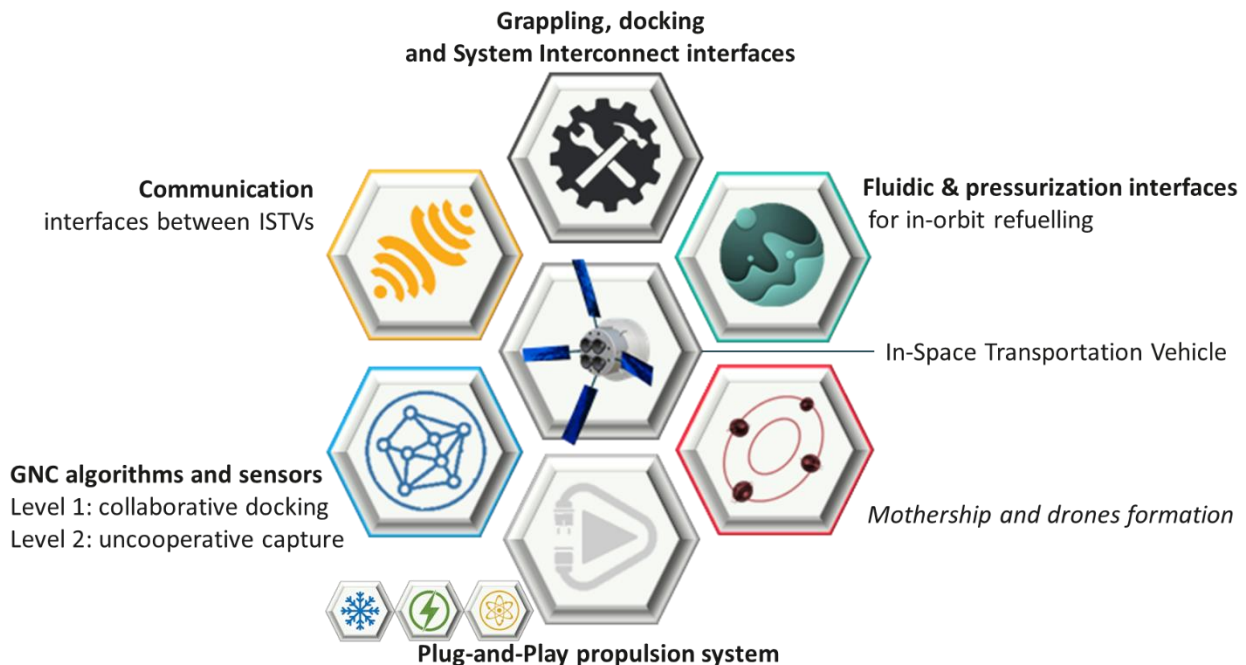 Grappling, docking
and System Interconnect interfaces
Communication
interfaces between ISTVs
Fluidic & pressurization interfaces
for in-orbit refuelling
In-Space Transportation Vehicle
GNC algorithms and sensors
Level 1: collaborative docking
Level 2: uncooperative capture
Mothership and drones formation
Plug-and-Play propulsion system